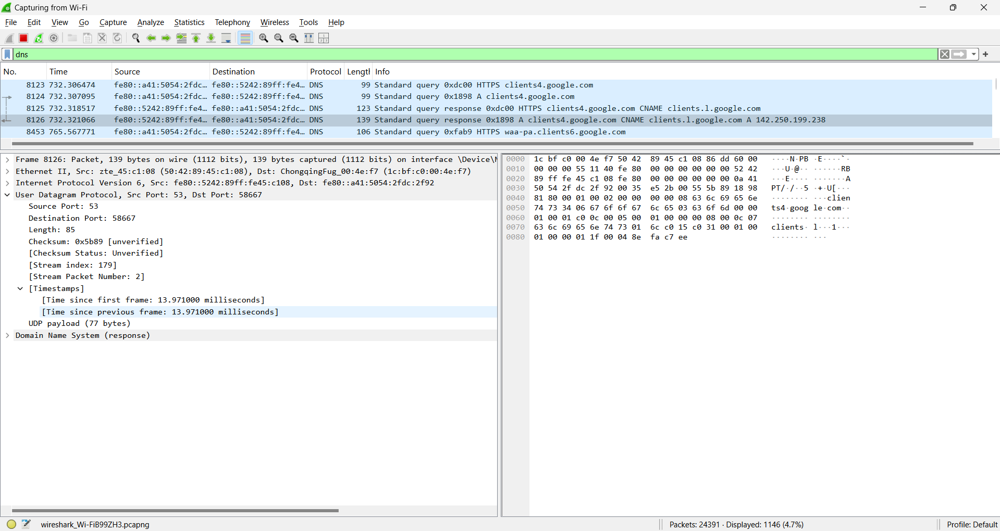 Capturing from Wi-Fi
File Edit View Go Capture Analyze Statistics Telephony Wireless Tools Help
dns
No. Time Source Destination Protocol Length Info
8123 732.306474 fe80::a41:5054:2fdc… fe80::5242:89ff:fe4… DNS 99 Standard query 0xdc00 HTTPS clients4.google.com
8124 732.307095 fe80::a41:5054:2fdc… fe80::5242:89ff:fe4… DNS 99 Standard query 0x1898 A clients4.google.com
8125 732.318517 fe80::5242:89ff:fe4… fe80::a41:5054:2fdc… DNS 123 Standard query response 0xdc00 HTTPS clients4.google.com CNAME clients.l.google.com
8126 732.321066 fe80::5242:89ff:fe4… fe80::a41:5054:2fdc… DNS 139 Standard query response 0x1898 A clients4.google.com CNAME clients.l.google.com A 142.250.199.238
8453 765.567771 fe80::a41:5054:2fdc… fe80::5242:89ff:fe4… DNS 106 Standard query 0xfab9 HTTPS waa-pa.clients6.google.com
Frame 8126: Packet, 139 bytes on wire (1112 bits), 139 bytes captured (1112 bits) on interface \Device\
Ethernet II, Src: zte_45:c1:08 (50:42:89:45:c1:08), Dst: ChongqingFug_00:4e:f7 (1c:bf:c0:00:4e:f7)
Internet Protocol Version 6, Src: fe80::5242:89ff:fe45:c108, Dst: fe80::a41:5054:2fdc:2f92
User Datagram Protocol, Src Port: 53, Dst Port: 58667
Source Port: 53
Destination Port: 58667
Length: 85
Checksum: 0x5b89 [unverified]
[Checksum Status: Unverified]
[Stream index: 179]
[Stream Packet Number: 2]
[Timestamps]
[Time since first frame: 13.971000 milliseconds]
[Time since previous frame: 13.971000 milliseconds]
UDP payload (77 bytes)
Domain Name System (response)
0000 1c bf c0 00 4e f7 50 42 89 45 c1 08 86 dd 60 00 ····N·PB ·E····`·
0010 00 00 00 55 11 40 fe 80 00 00 00 00 00 00 52 42 ···U·@·· ······RB
0020 89 ff fe 45 c1 08 fe 80 00 00 00 00 00 00 0a 41 ···E···· ·······A
0030 50 54 2f dc 2f 92 00 35 e5 2b 00 55 5b 89 18 98 PT/·/··5 ·+·U[···
0040 81 80 00 01 00 02 00 00 00 00 08 63 6c 69 65 6e ········ ···clien
0050 74 73 34 06 67 6f 6f 67 6c 65 03 63 6f 6d 00 00 ts4·goog le·com··
0060 01 00 01 c0 0c 00 05 00 01 00 00 00 08 00 0c 07 ········ ········
0070 63 6c 69 65 6e 74 73 01 6c c0 15 c0 31 00 01 00 clients· l···1···
0080 01 00 00 01 1f 00 04 8e fa c7 ee ········ ···
wireshark_Wi-FiB99ZH3.pcapng Packets: 24391 · Displayed: 1146 (4.7%) Profile: Default